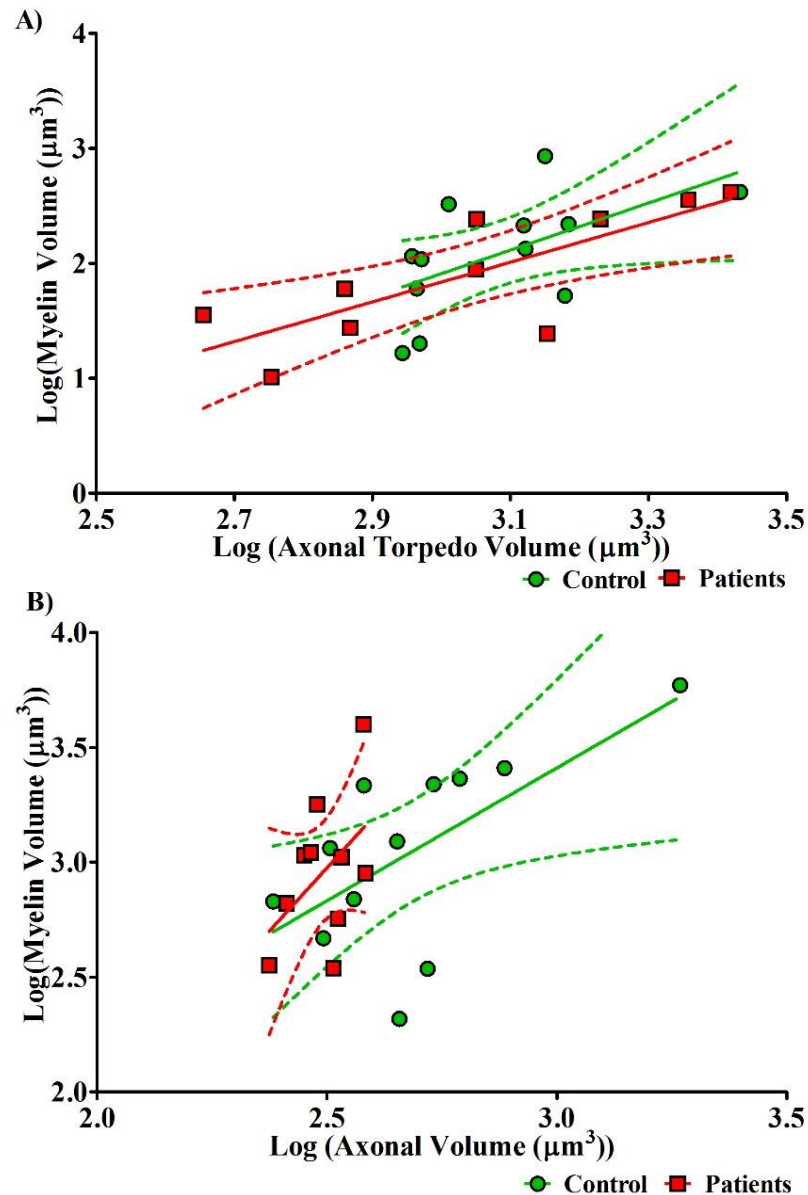 A)
Log(Myelin Volume (µm³))
4
3
2
1
0
2.5 2.7 2.9 3.1 3.3 3.5
Log (Axonal Torpedo Volume (µm³))
Control Patients
B)
Log(Myelin Volume (µm³))
4.0
3.5
3.0
2.5
2.0
2.0 2.5 3.0 3.5
Log (Axonal Volume (µm³))
Control Patients